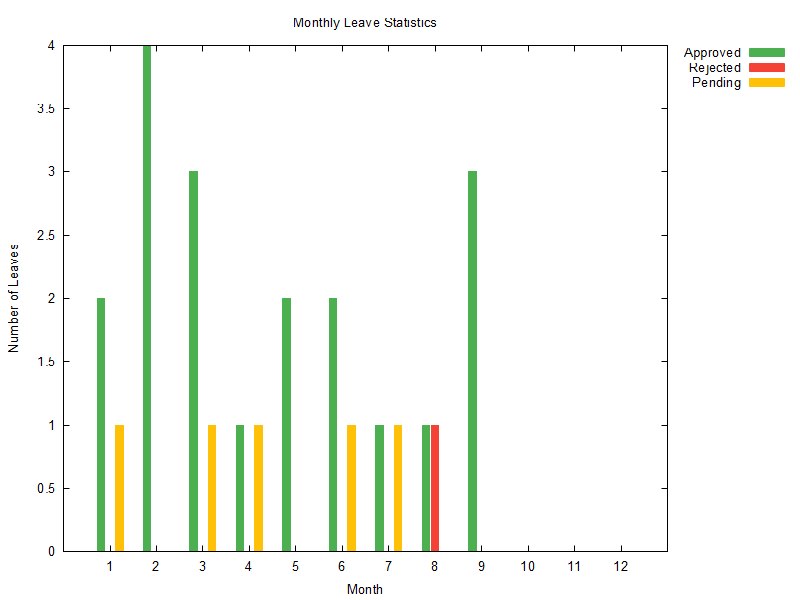 Monthly Leave Statistics
Approved
Rejected
Pending
4
3.5
3
2.5
2
1.5
1
0.5
0
Number of Leaves
1 2 3 4 5 6 7 8 9 10 11 12
Month